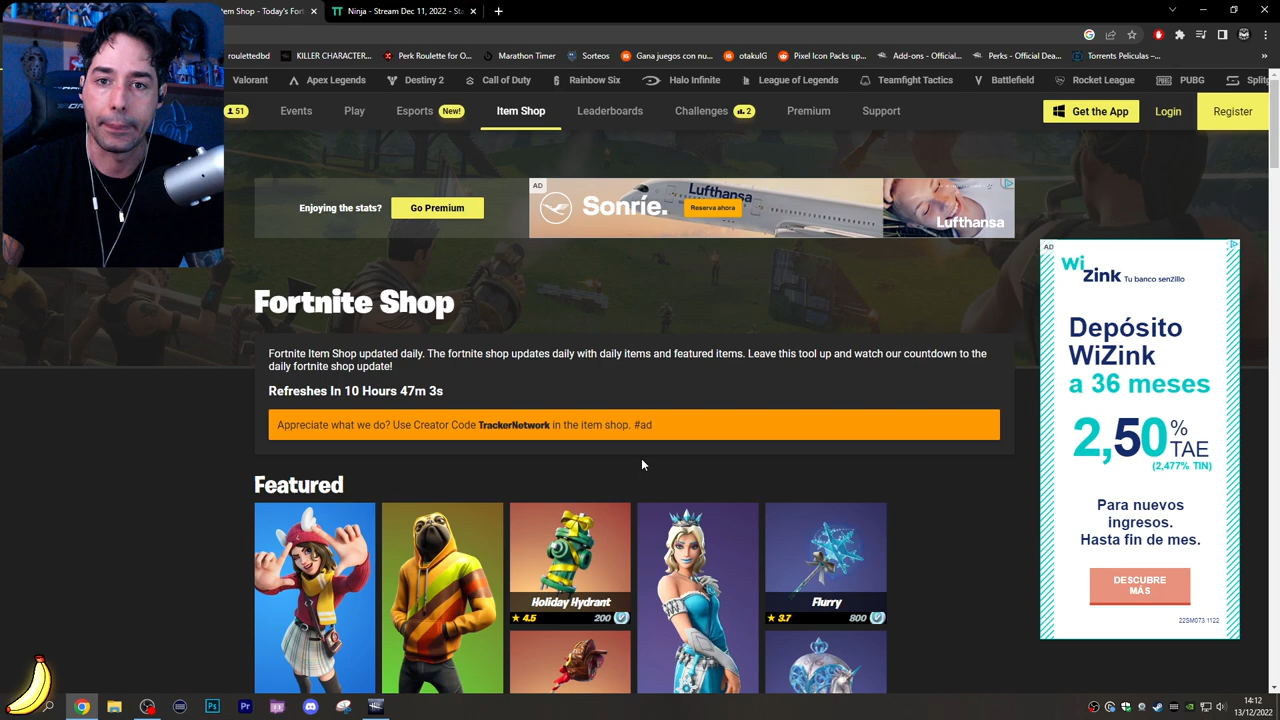 em Shop - Today's Fort
Ninja - Stream Dec 11, 2022 - Sta
roulettedbd
KILLER CHARACTER...
Perk Roulette for O...
Marathon Timer
Sorteos
Gana juegos con nu...
otakulG
Pixel Icon Packs up...
Add-ons - Official D...
Perks - Official Dea...
Torrents Peliculas –...
Valorant
Apex Legends
Destiny 2
Call of Duty
Rainbow Six
Halo Infinite
League of Legends
Teamfight Tactics
Battlefield
Rocket League
PUBG
Split
51
Events
Play
Esports New!
Item Shop
Leaderboards
Challenges 2
Premium
Support
Get the App
Login
Register
Enjoying the stats?
Go Premium
AD
Sonríe.
Reserva ahora
Lufthansa
Lufthansa
Fortnite Shop
Fortnite Item Shop updated daily. The fortnite shop updates daily with daily items and featured items. Leave this tool up and watch our countdown to the
daily fortnite shop update!
Refreshes In 10 Hours 47m 3s
Appreciate what we do? Use Creator Code TrackerNetwork in the item shop. #ad
Featured
Holiday Hydrant
4.5 200
Flurry
3.7 800
AD
WiZink Tu banco senzillo
Depósito
WiZink
a 36 meses
2,50% TAE
(2,477% TIN)
Para nuevos
ingresos.
Hasta fin de mes.
DESCUBRE
MÁS
22SM073 1122
Ps
Pr
14:12
13/12/2022